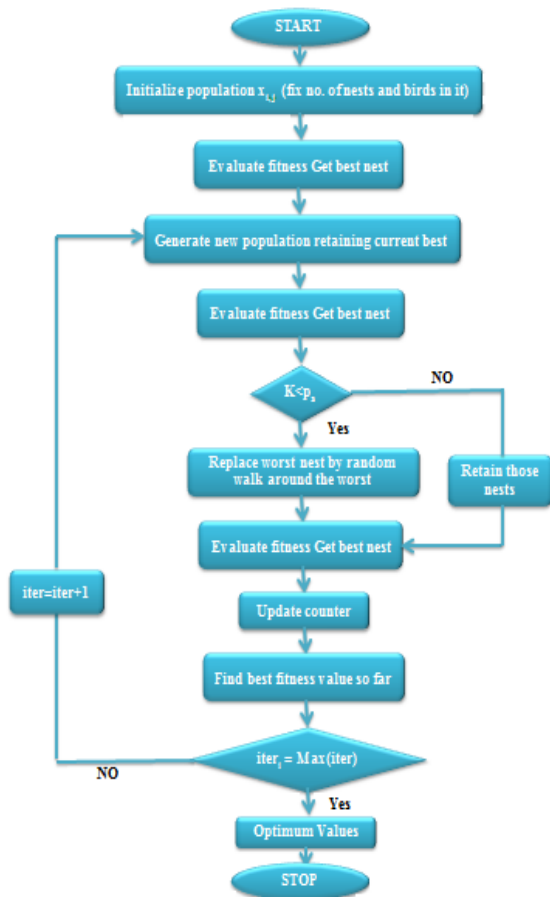 START
Initialize population x_i,j (fix no. of nests and birds in it)
Evaluate fitness Get best nest
Generate new population retaining current best
Evaluate fitness Get best nest
K<p_a
NO
Yes
Replace worst nest by random
walk around the worst
Retain those
nests
Evaluate fitness Get best nest
iter=iter+1
Update counter
Find best fitness value so far
iter_t = Max(iter)
NO
Yes
Optimum Values
STOP